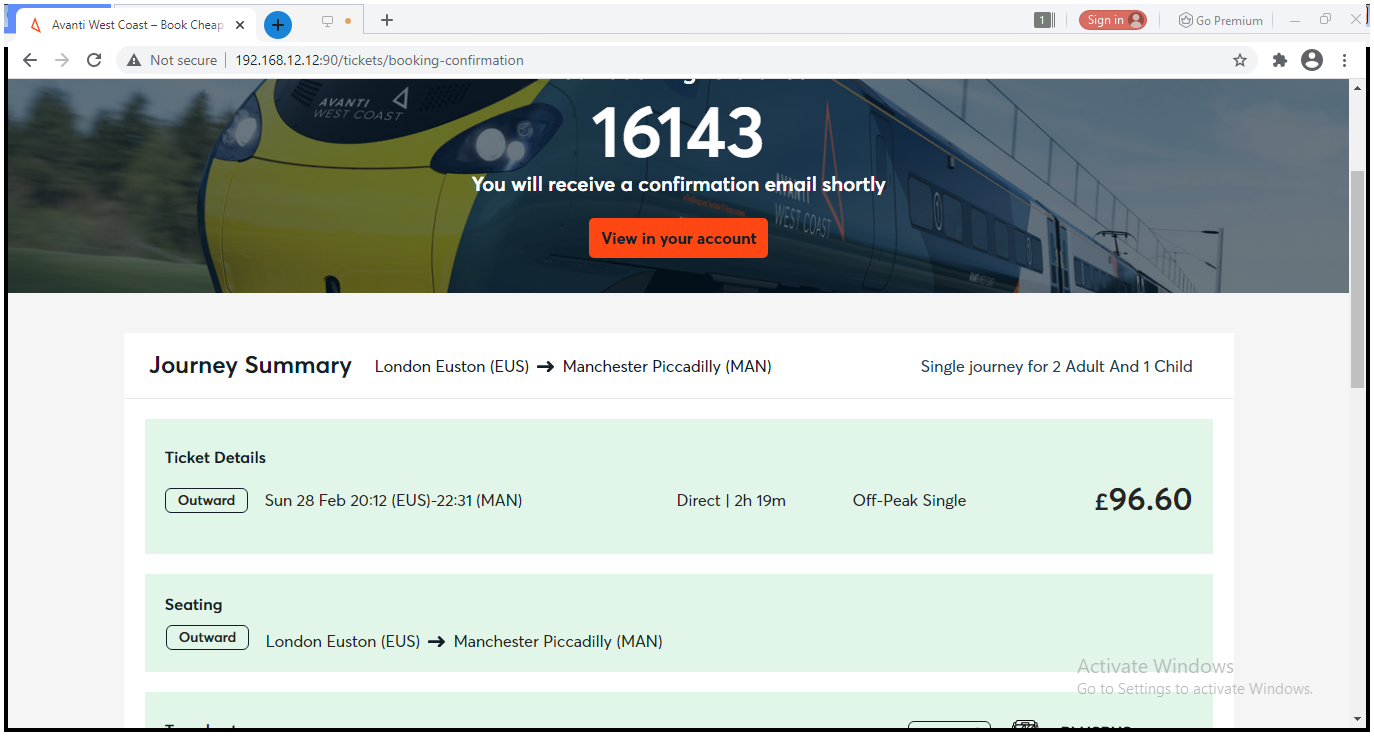 Avanti West Coast – Book Cheap
1
Sign in
Go Premium
Not secure
192.168.12.12:90/tickets/booking-confirmation
AVANTI
WEST COAST
16143
You will receive a confirmation email shortly
AVANTI
WEST COAST
View in your account
Journey Summary
London Euston (EUS) → Manchester Piccadilly (MAN)
Single journey for 2 Adult And 1 Child
Ticket Details
Outward
Sun 28 Feb 20:12 (EUS)-22:31 (MAN)
Direct | 2h 19m
Off-Peak Single
£96.60
Seating
Outward
London Euston (EUS) → Manchester Piccadilly (MAN)
Activate Windows
Go to Settings to activate Windows.